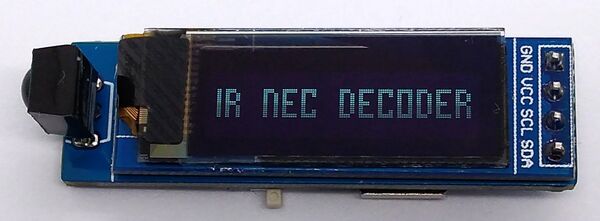 IR NEC DECODER
GND VCC SCL SDA